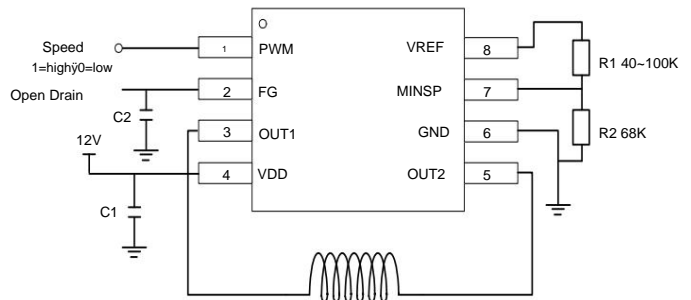 Speed
1=highÿ0=low
Open Drain
C2
12V
C1
1 PWM
2 FG
3 OUT1
4 VDD
VREF 8
MINSP 7
GND 6
OUT2 5
R1 40~100K
R2 68K